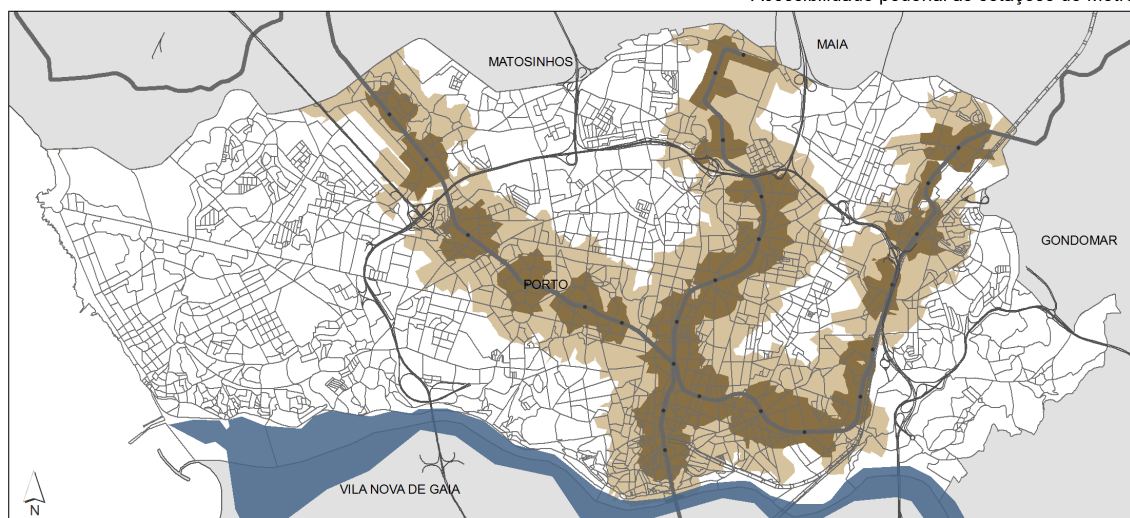 MATOSINHOS
MAIA
GONDOMAR
PORTO
VILA NOVA DE GAIA
N